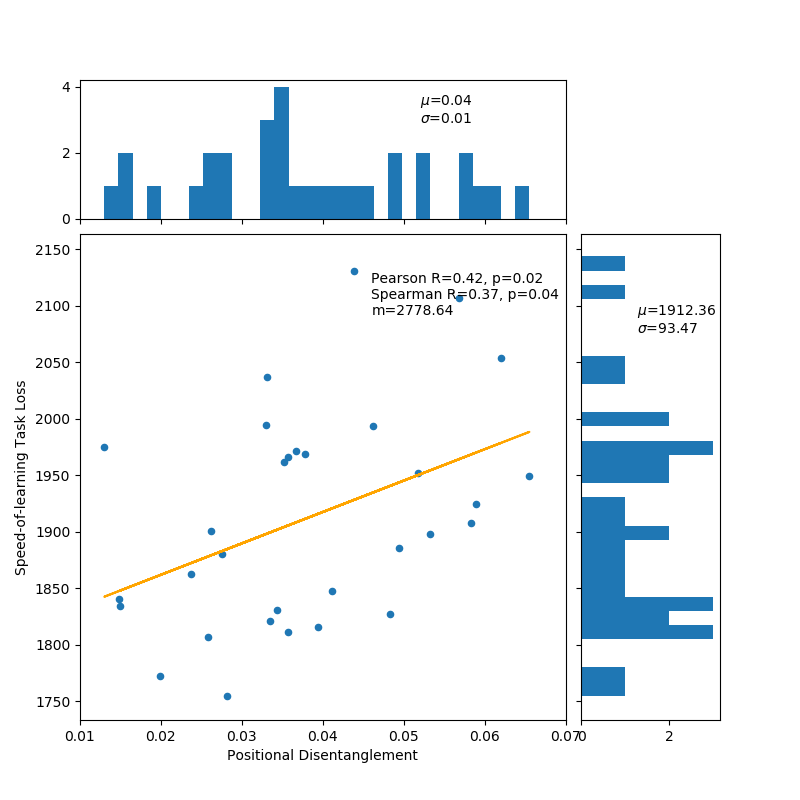 4
2
0
μ=0.04
σ=0.01
2150
2100
2050
2000
1950
1900
1850
1800
1750
Speed-of-learning Task Loss
Pearson R=0.42, p=0.02
Spearman R=0.37, p=0.04
m=2778.64
μ=1912.36
σ=93.47
0.01 0.02 0.03 0.04 0.05 0.06 0.07
0 2
Positional Disentanglement